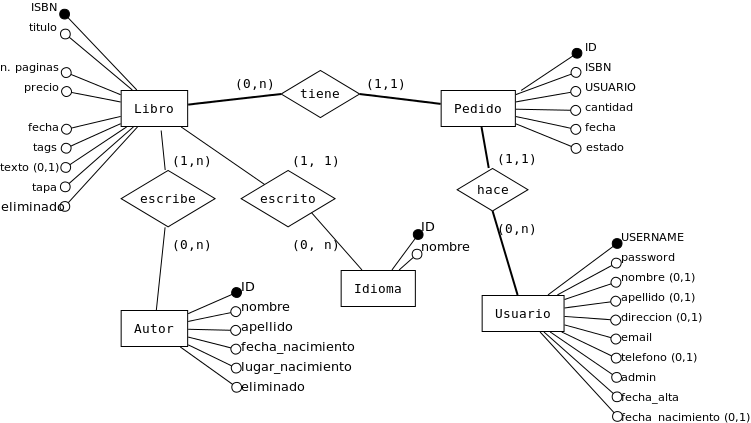 ISBN
titulo
n. paginas
precio
fecha
tags
texto (0,1)
tapa
eliminado
Libro
(0,n)
tiene
(1,1)
Pedido
ID
ISBN
USUARIO
cantidad
fecha
estado
(1,n)
escribe
(0,n)
(1, 1)
escrito
(0, n)
(1,1)
hace
(0,n)
ID
nombre
Idioma
Autor
ID
nombre
apellido
fecha_nacimiento
lugar_nacimiento
eliminado
Usuario
USERNAME
password
nombre (0,1)
apellido (0,1)
direccion (0,1)
email
telefono (0,1)
admin
fecha_alta
fecha_nacimiento (0,1)